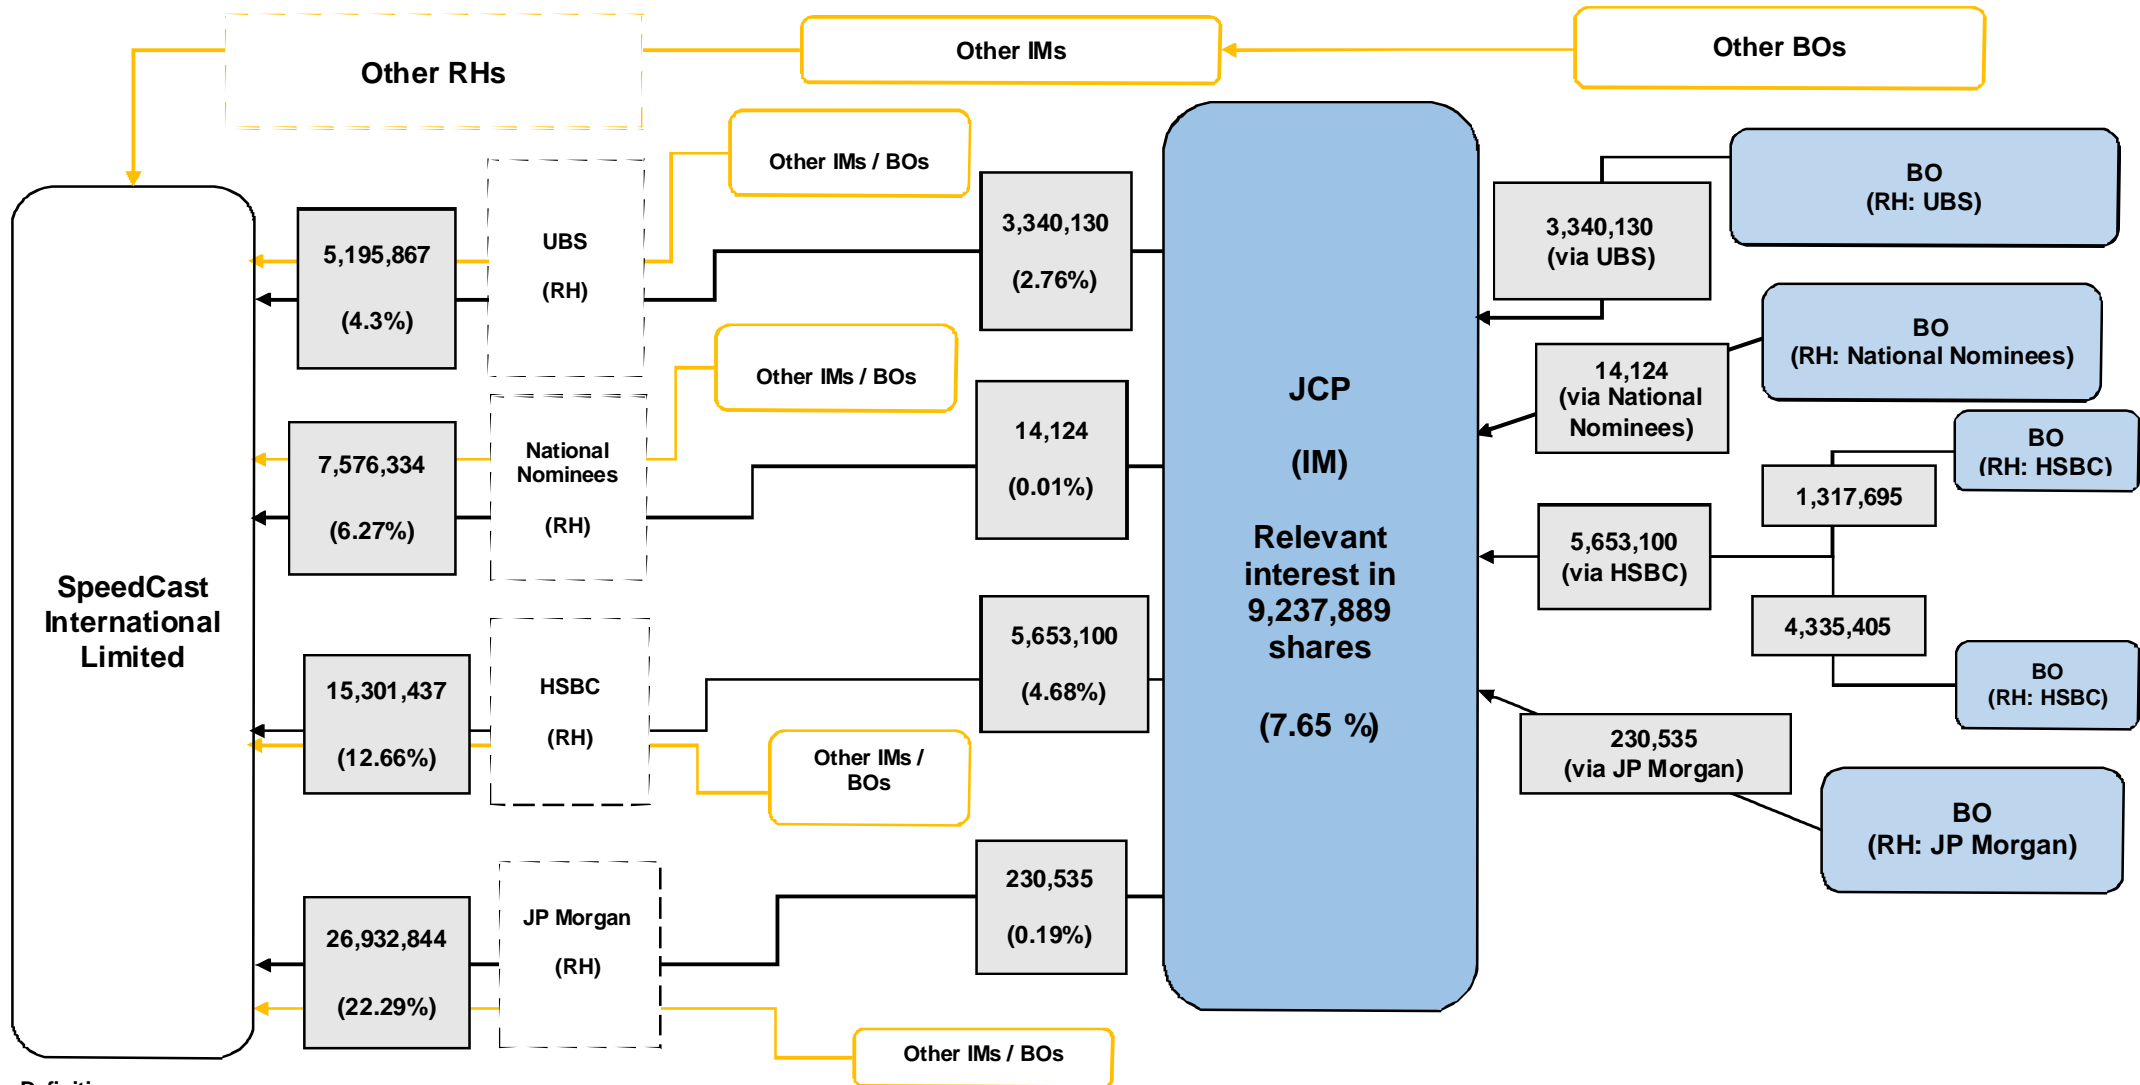 Other RHs
Other IMs
Other BOs
Other IMs / BOs
UBS
(RH)
5,195,867
(4.3%)
3,340,130
(2.76%)
3,340,130
(via UBS)
BO
(RH: UBS)
Other IMs / BOs
National
Nominees
(RH)
7,576,334
(6.27%)
14,124
(0.01%)
14,124
(via National
Nominees)
BO
(RH: National Nominees)
BO
(RH: HSBC)
1,317,695
SpeedCast
International
Limited
JCP
(IM)
Relevant
interest in
9,237,889
shares
(7.65 %)
HSBC
(RH)
15,301,437
(12.66%)
5,653,100
(4.68%)
5,653,100
(via HSBC)
4,335,405
BO
(RH: HSBC)
Other IMs /
BOs
230,535
(via JP Morgan)
BO
(RH: JP Morgan)
JP Morgan
(RH)
26,932,844
(22.29%)
230,535
(0.19%)
Other IMs / BOs